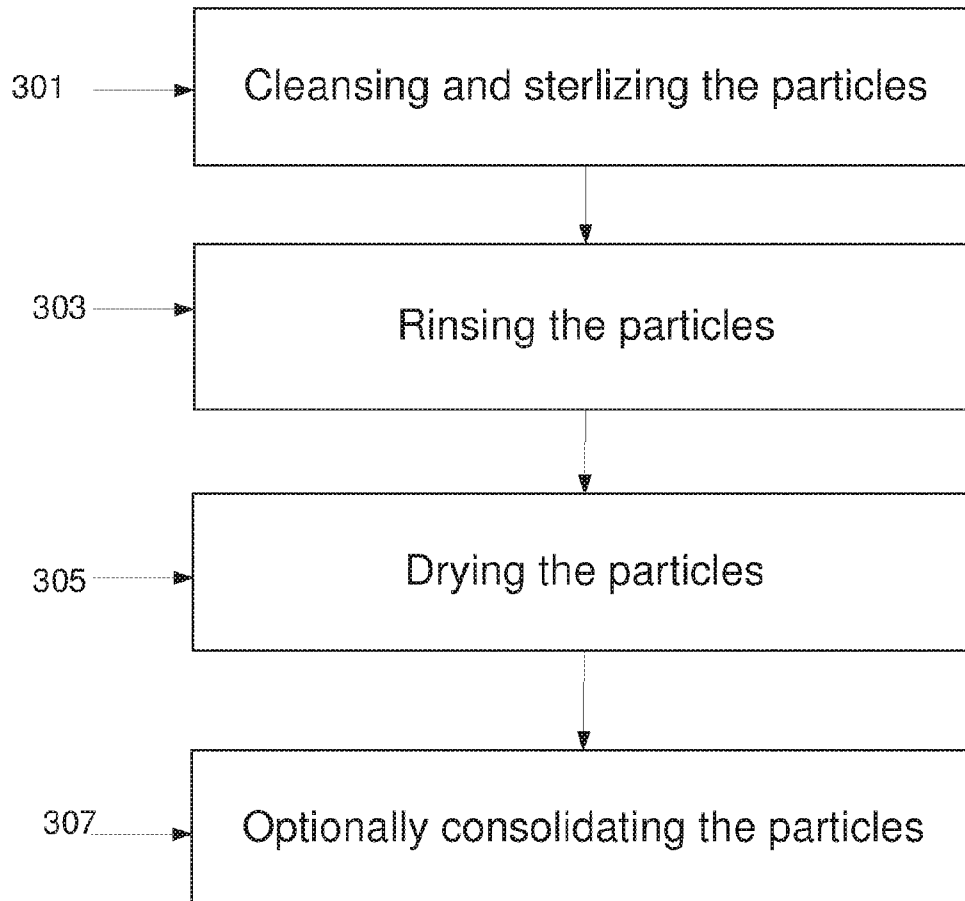 301
Cleansing and sterlizing the particles
303
Rinsing the particles
305
Drying the particles
307
Optionally consolidating the particles